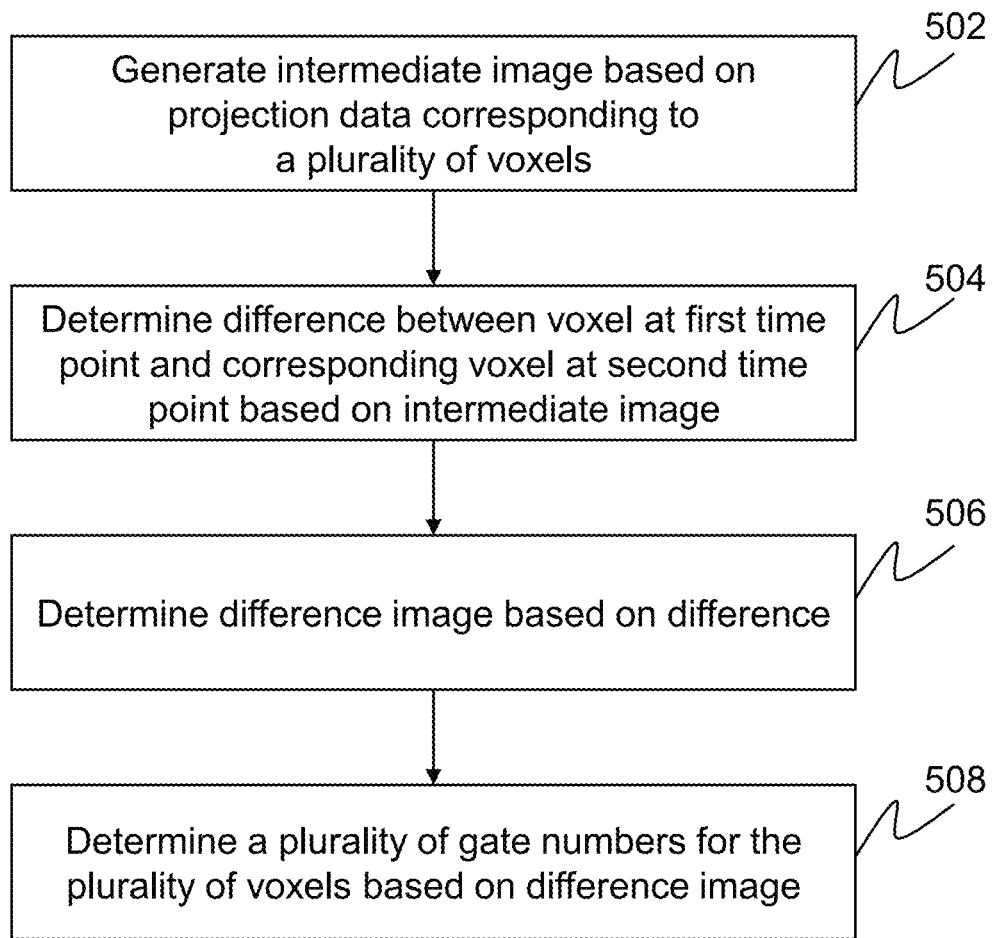 502
Generate intermediate image based on
projection data corresponding to
a plurality of voxels
504
Determine difference between voxel at first time
point and corresponding voxel at second time
point based on intermediate image
506
Determine difference image based on difference
508
Determine a plurality of gate numbers for the
plurality of voxels based on difference image